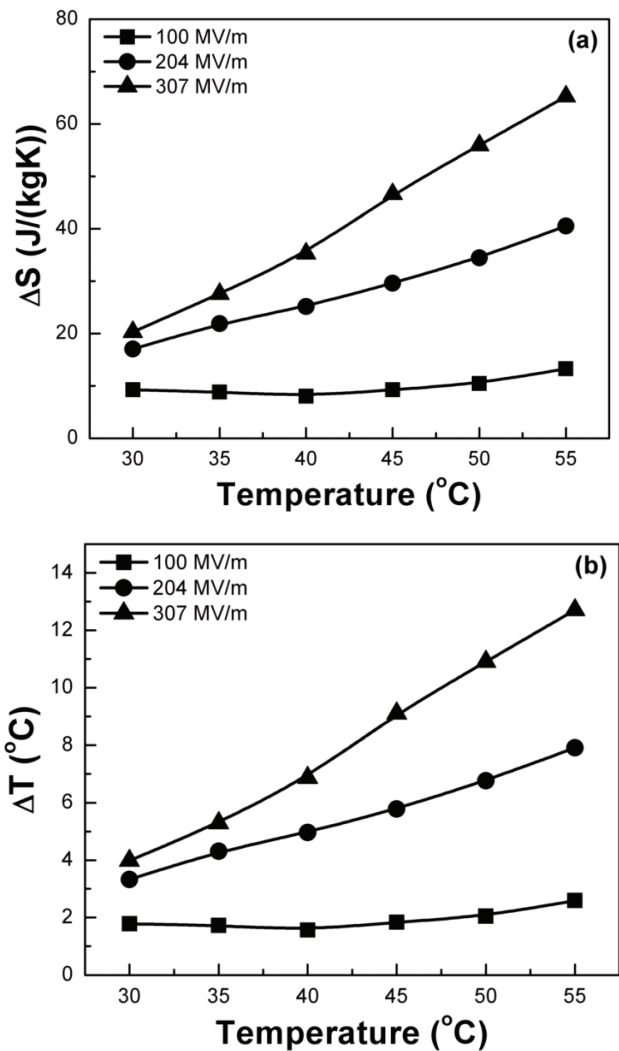 (a)
100 MV/m
204 MV/m
307 MV/m
80
60
40
20
0
ΔS (J/(kgK))
30 35 40 45 50 55
Temperature (°C)
(b)
100 MV/m
204 MV/m
307 MV/m
14
12
10
8
6
4
2
0
ΔT (°C)
30 35 40 45 50 55
Temperature (°C)